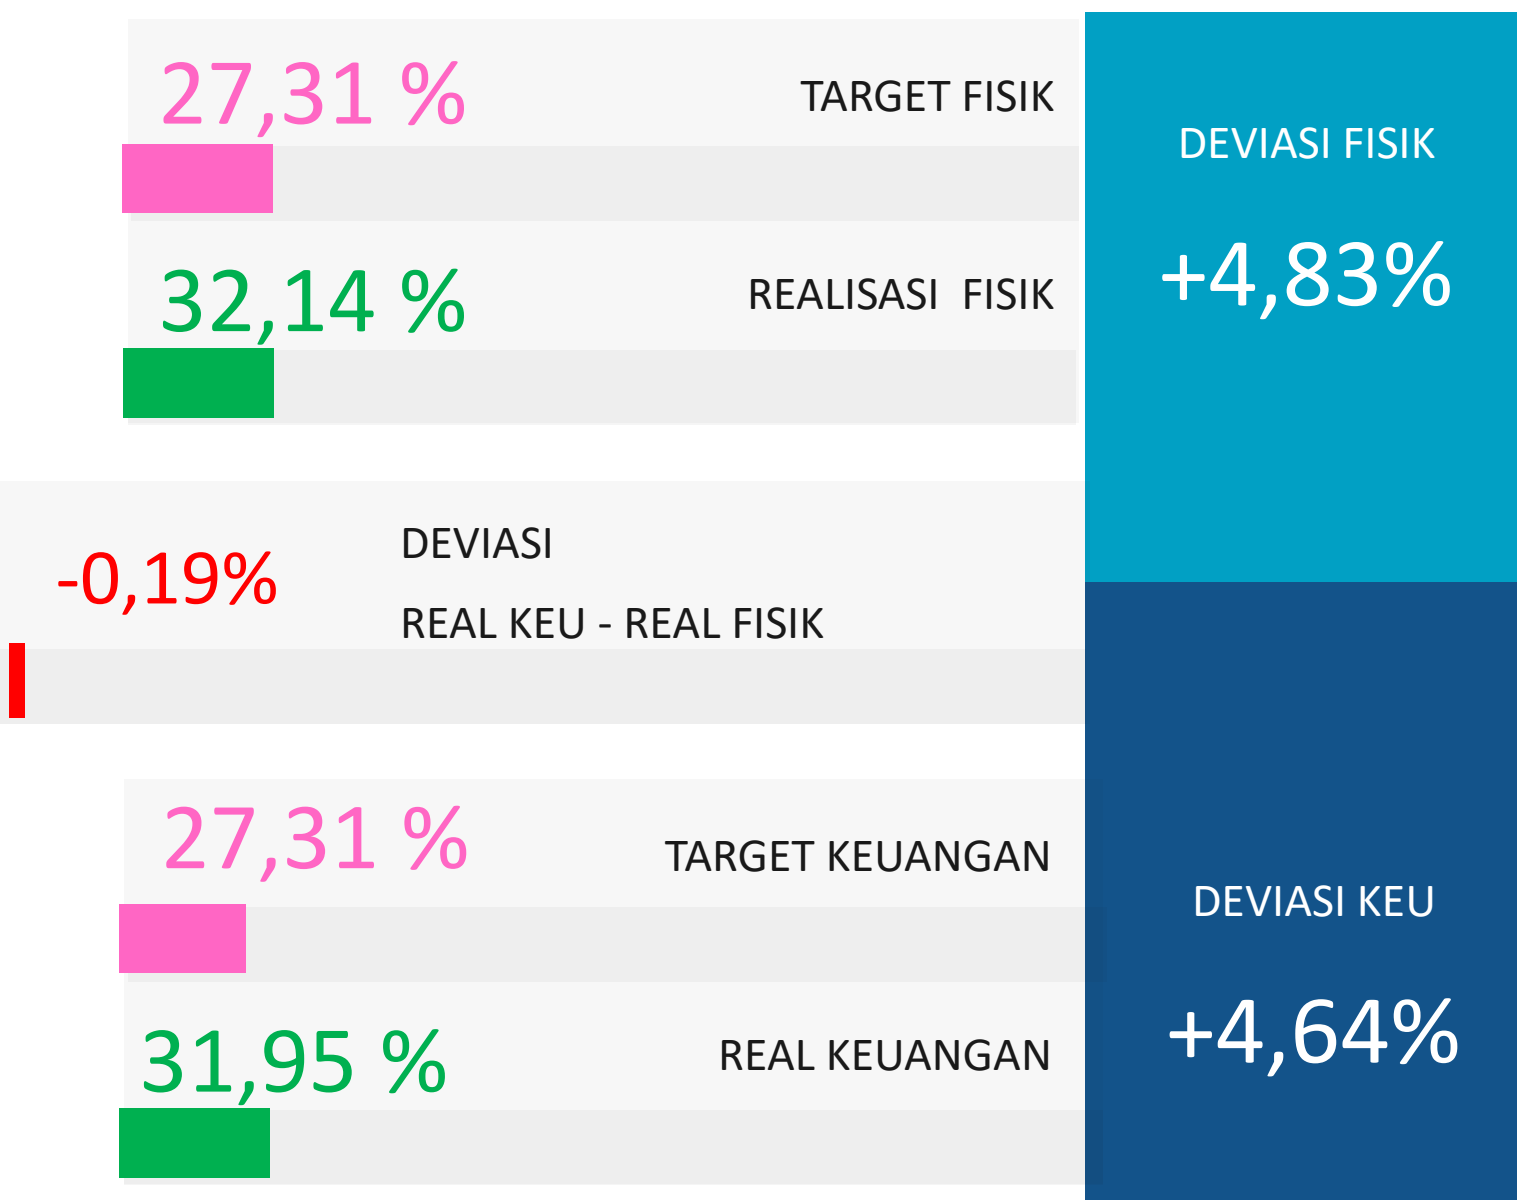 27,31 %
TARGET FISIK
32,14 %
REALISASI  FISIK
DEVIASI FISIK
+4,83%
-0,19%
DEVIASI
REAL KEU - REAL FISIK
27,31 %
TARGET KEUANGAN
31,95 %
REAL KEUANGAN
DEVIASI KEU
+4,64%